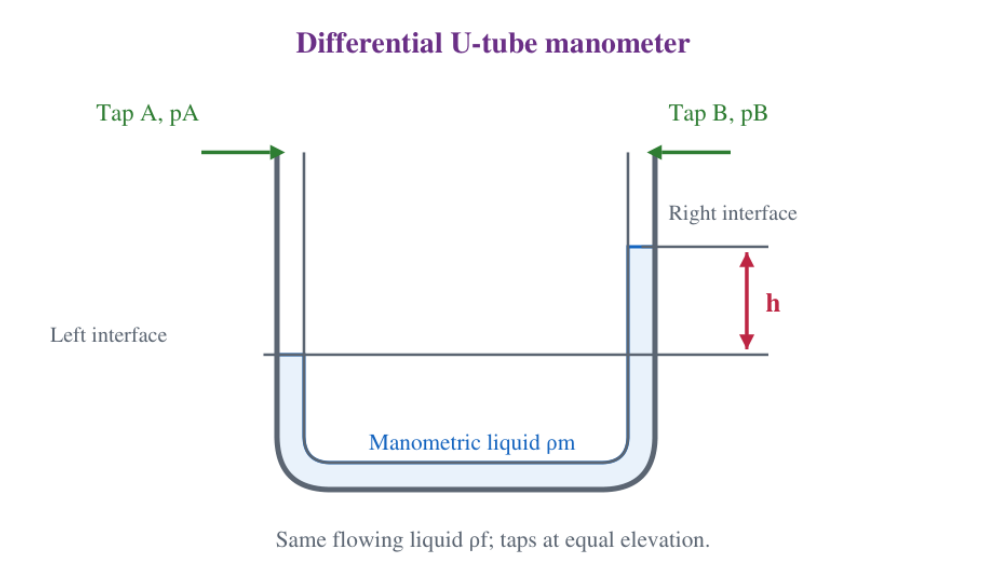 Differential U-tube manometer
Tap A, pA
Tap B, pB
Right interface
h
Left interface
Manometric liquid ρm
Same flowing liquid ρf; taps at equal elevation.